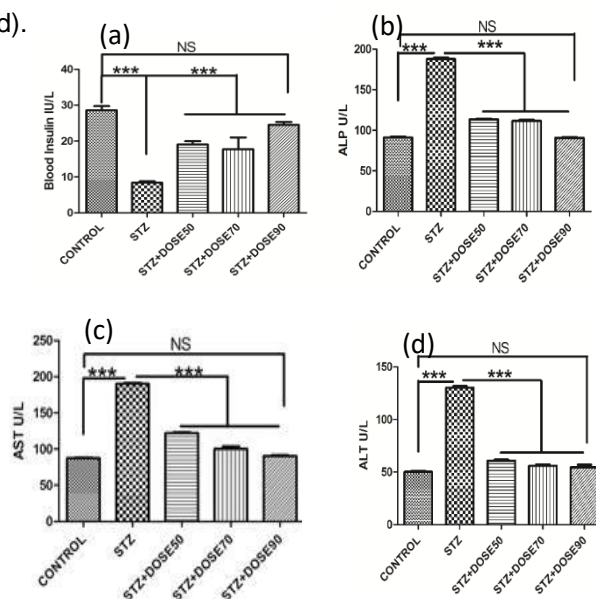 d).
(a)
NS
***
***
40
30
20
10
0
Blood Insulin IU/L
CONTROL
STZ
STZ+DOSE50
STZ+DOSE70
STZ+DOSE90
(b)
NS
***
***
200
150
100
50
0
ALP U/L
CONTROL
STZ
STZ+DOSE50
STZ+DOSE70
STZ+DOSE90
(c)
NS
***
***
250
200
150
100
50
0
AST U/L
CONTROL
STZ
STZ+DOSE50
STZ+DOSE70
STZ+DOSE90
(d)
NS
***
***
150
100
50
0
ALT U/L
CONTROL
STZ
STZ+DOSE50
STZ+DOSE70
STZ+DOSE90